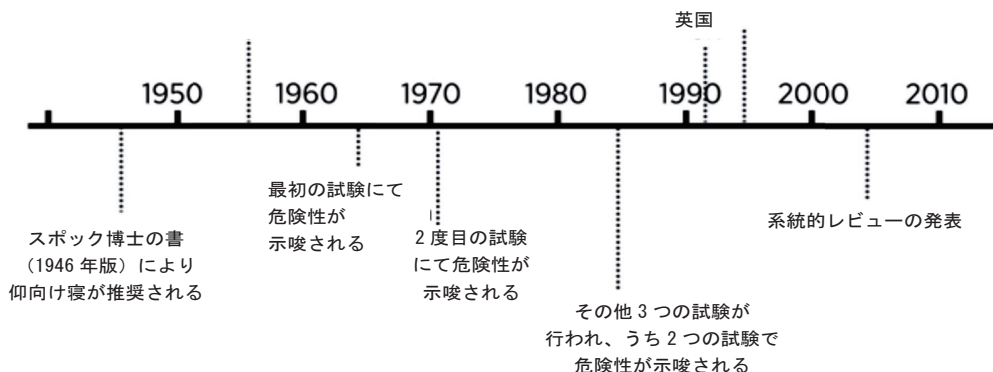 英国
1950 1960 1970 1980 1990 2000 2010
最初の試験にて
危険性が
示唆される
スポック博士の書
（1946 年版）により
仰向け寝が推奨される
2 度目の試験
にて危険性が
示唆される
その他 3 つの試験が
行われ、うち 2 つの試験で
危険性が示唆される
系統的レビューの発表